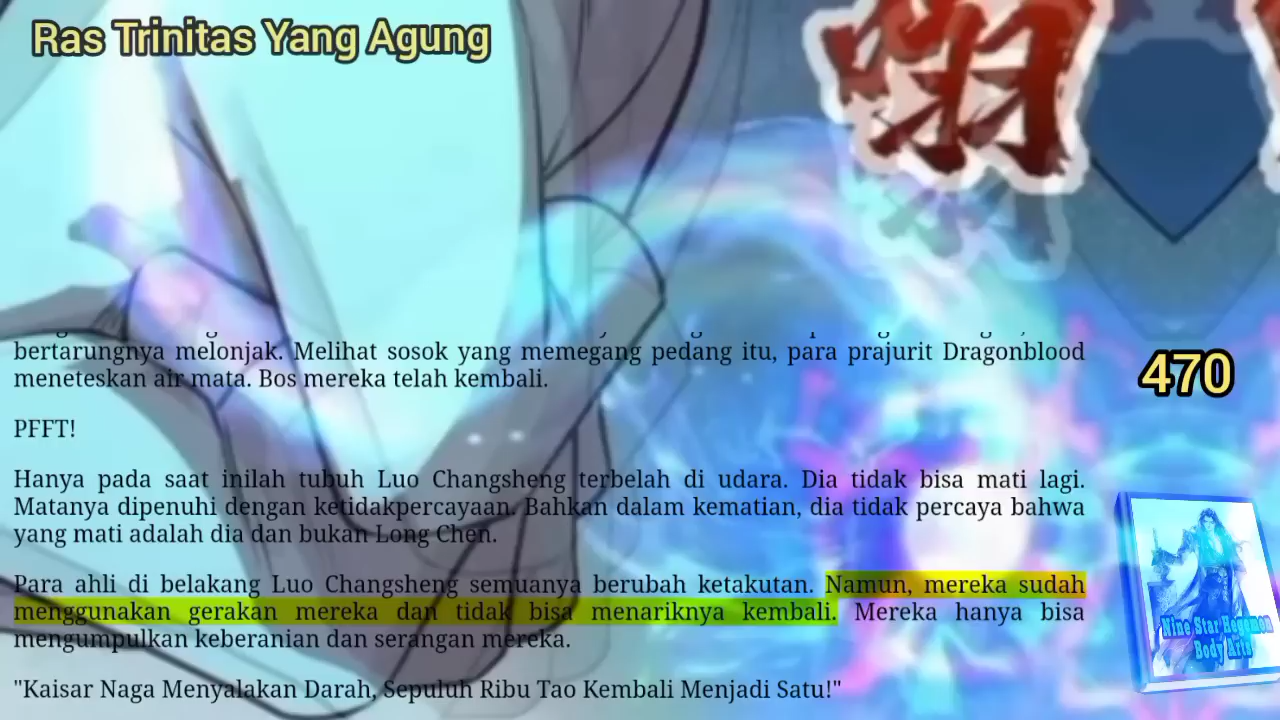 Ras Trinitas Yang Agung
翊
bertarungnya melonjak. Melihat sosok yang memegang pedang itu, para prajurit Dragonblood
meneteskan air mata. Bos mereka telah kembali.
470
PFFT!
Hanya pada saat inilah tubuh Luo Changsheng terbelah di udara. Dia tidak bisa mati lagi.
Matanya dipenuhi dengan ketidakpercayaan. Bahkan dalam kematian, dia tidak percaya bahwa
yang mati adalah dia dan bukan Long Chen.
Para ahli di belakang Luo Changsheng semuanya berubah ketakutan. Namun, mereka sudah
menggunakan gerakan mereka dan tidak bisa menariknya kembali. Mereka hanya bisa
mengumpulkan keberanian dan serangan mereka.
Nine Star Hegemon
Body Arts
"Kaisar Naga Menyalakan Darah, Sepuluh Ribu Tao Kembali Menjadi Satu!"